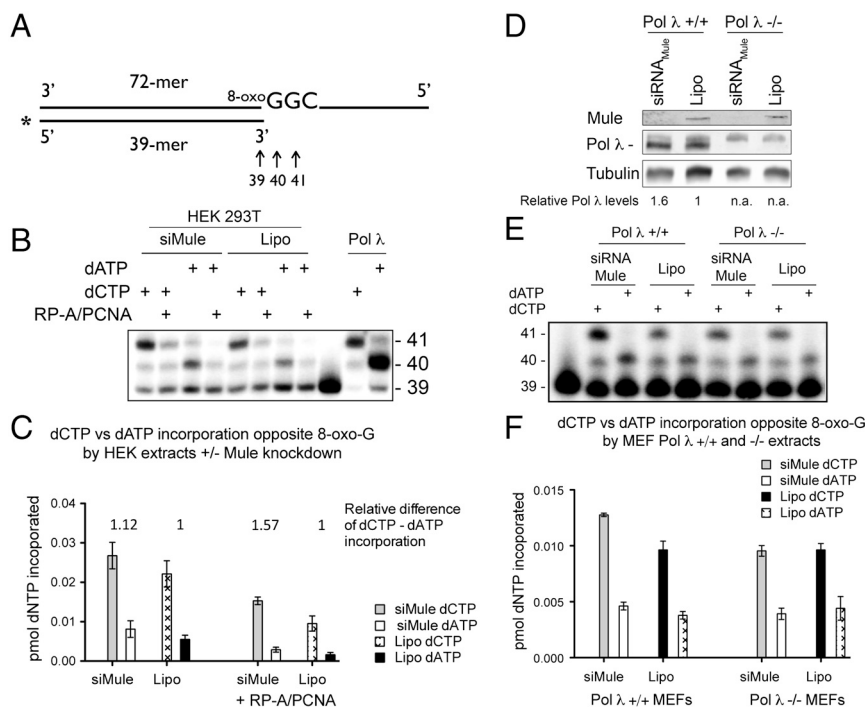 A
3' 72-mer 8-oxoGGC 5'
*
5' 39-mer 3'
39 40 41
B
HEK 293T
siMule Lipo Pol λ
dATP + + + + +
dCTP + + + + +
RP-A/PCNA + + + +
- 41
- 40
- 39
C
dCTP vs dATP incorporation opposite 8-oxo-G
by HEK extracts +/- Mule knockdown
pmol dNTP incoporated
0.04
0.03
0.02
0.01
0.00
1.12 1 1.57 1
Relative difference
of dCTP - dATP
incorporation
siMule dCTP
siMule dATP
Lipo dCTP
Lipo dATP
siMule Lipo siMule Lipo
+ RP-A/PCNA
D
Pol λ +/+ Pol λ -/-
siRNAMule Lipo siRNAMule Lipo
Mule
Pol λ -
Tubulin
Relative Pol λ levels 1.6 1 n.a. n.a.
E
Pol λ +/+ Pol λ -/-
siRNA Mule Lipo siRNA Mule Lipo
dATP + + + +
dCTP + + + +
41 -
40 -
39 -
F
dCTP vs dATP incorporation opposite 8-oxo-G
by MEF Pol λ +/+ and -/- extracts
siMule dCTP
siMule dATP
Lipo dCTP
Lipo dATP
pmol dNTP incoporated
0.015
0.010
0.005
0.000
siMule Lipo siMule Lipo
Pol λ +/+ MEFs Pol λ -/- MEFs